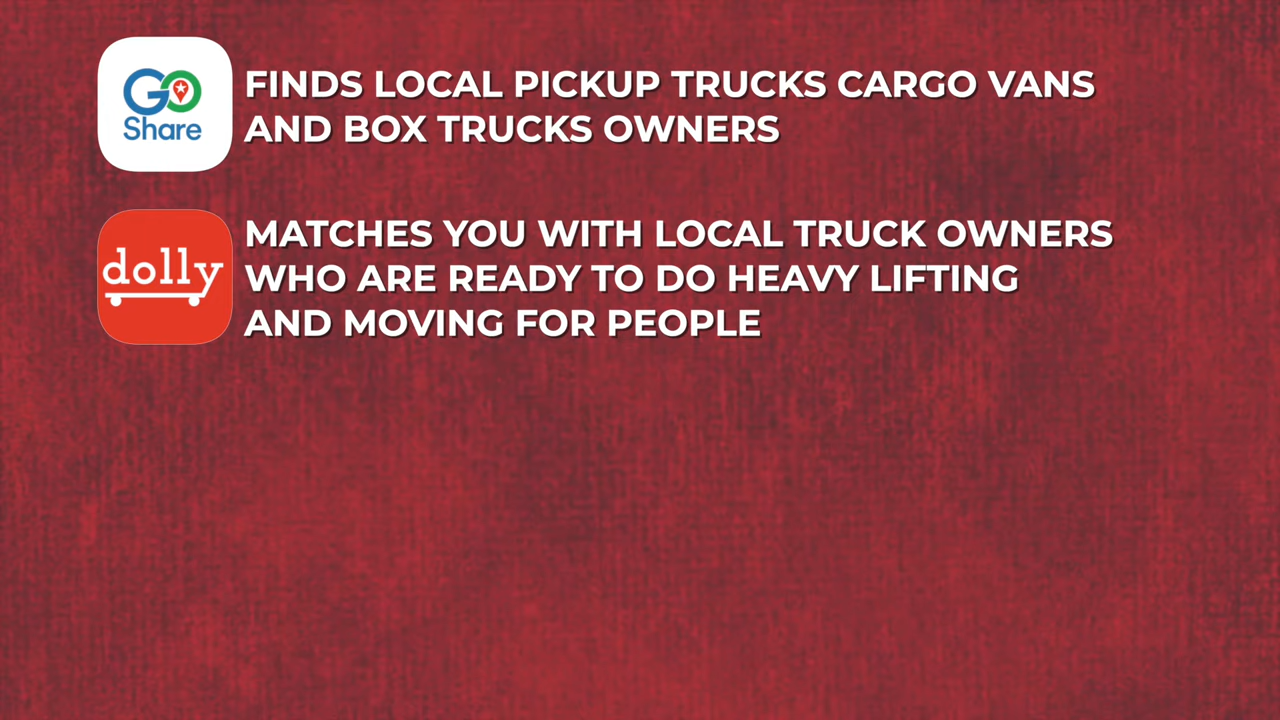 GO
Share
FINDS LOCAL PICKUP TRUCKS CARGO VANS
AND BOX TRUCKS OWNERS
dolly
MATCHES YOU WITH LOCAL TRUCK OWNERS
WHO ARE READY TO DO HEAVY LIFTING
AND MOVING FOR PEOPLE